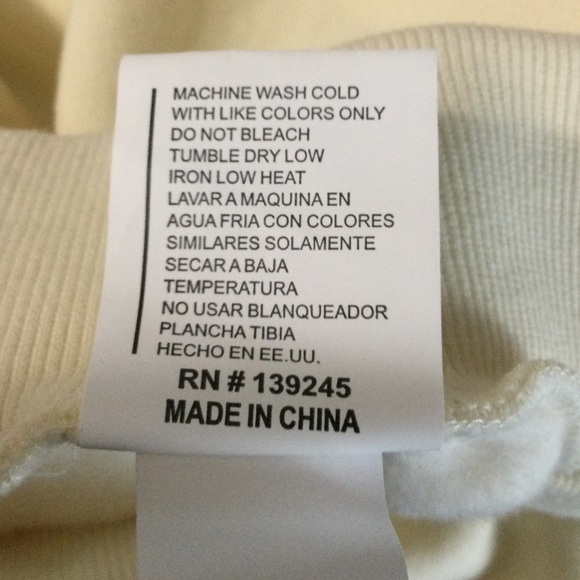 MACHINE WASH COLD
WITH LIKE COLORS ONLY
DO NOT BLEACH
TUMBLE DRY LOW
IRON LOW HEAT
LAVAR A MAQUINA EN
AGUA FRIA CON COLORES
SIMILARES SOLAMENTE
SECAR A BAJA
TEMPERATURA
NO USAR BLANQUEADOR
PLANCHA TIBIA
HECHO EN EE.UU.
RN # 139245
MADE IN CHINA